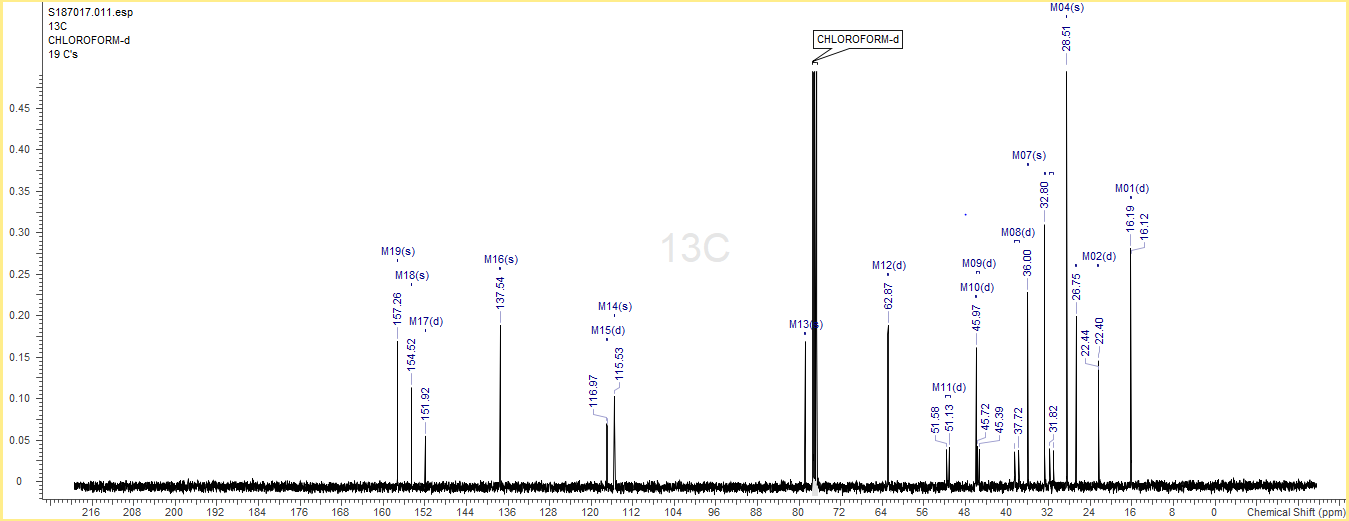 S187017.011.esp
13C
CHLOROFORM-d
19 C's
CHLOROFORM-d
13C
M19(s)
M18(s)
M17(d)
M16(s)
M15(d)
M14(s)
M13(s)
M12(d)
M11(d)
M10(d)
M09(d)
M08(d)
M07(s)
M04(s)
M02(d)
M01(d)
157.26
154.52
151.92
137.54
116.97
115.53
62.87
51.58
51.13
45.97
45.72
45.39
37.72
36.00
32.80
31.82
28.51
26.75
22.44
22.40
16.19
16.12
0.45
0.40
0.35
0.30
0.25
0.20
0.15
0.10
0.05
0
216 208 200 192 184 176 168 160 152 144 136 128 120 112 104 96 88 80 72 64 56 48 40 32 24 16 8 0 Chemical Shift (ppm)